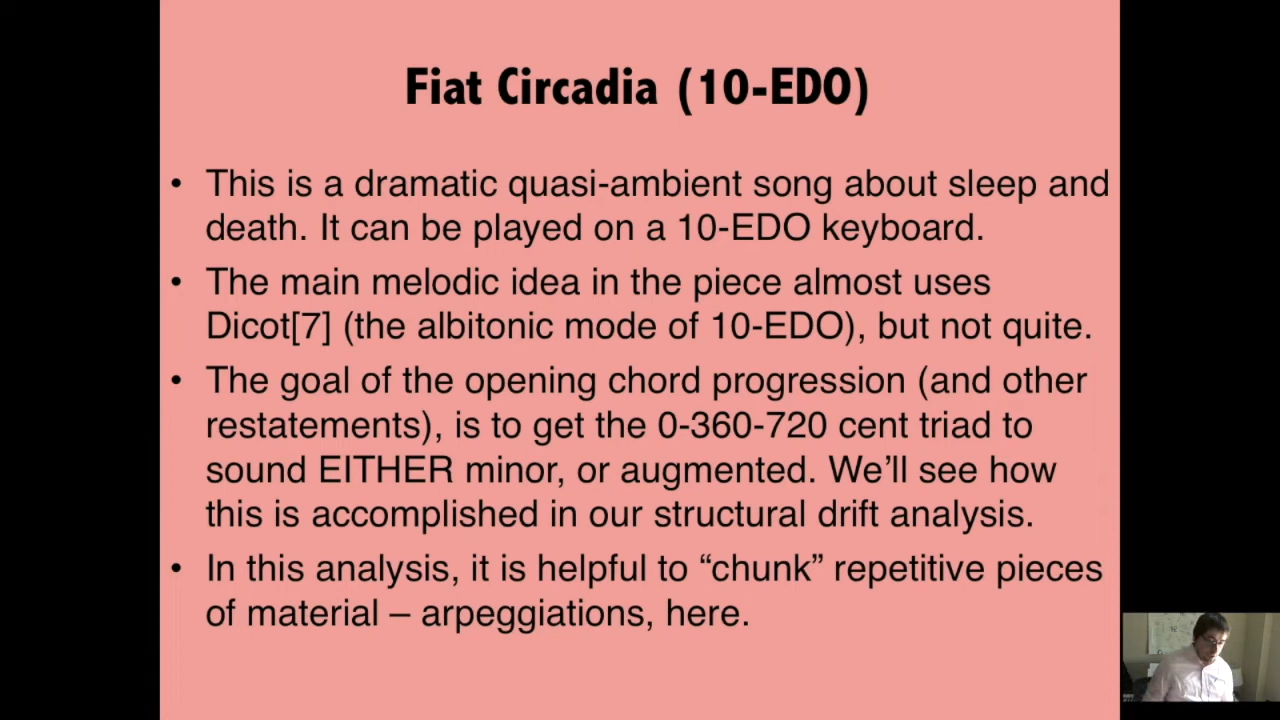 Fiat Circadia (10-EDO)
• This is a dramatic quasi-ambient song about sleep and
death. It can be played on a 10-EDO keyboard.
• The main melodic idea in the piece almost uses
Dicot[7] (the albitonic mode of 10-EDO), but not quite.
• The goal of the opening chord progression (and other
restatements), is to get the 0-360-720 cent triad to
sound EITHER minor, or augmented. We’ll see how
this is accomplished in our structural drift analysis.
• In this analysis, it is helpful to “chunk” repetitive pieces
of material – arpeggiations, here.